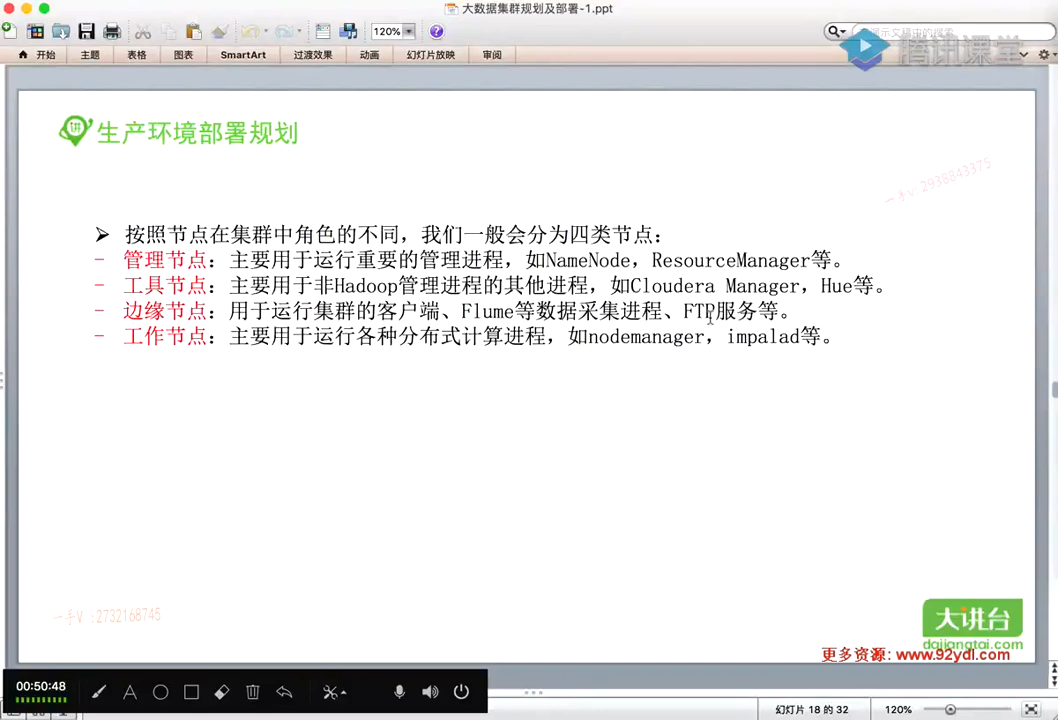 大数据集群规划及部署-1.ppt
120%
开始 主题 表格 图表 SmartArt 过渡效果 动画 幻灯片放映 审阅
腾讯课堂
生产环境部署规划
一手v:2938843375
➢ 按照节点在集群中角色的不同，我们一般会分为四类节点：
- 管理节点：主要用于运行重要的管理进程，如NameNode，ResourceManager等。
- 工具节点：主要用于非Hadoop管理进程的其他进程，如Cloudera Manager，Hue等。
- 边缘节点：用于运行集群的客户端、Flume等数据采集进程、FTP服务等。
- 工作节点：主要用于运行各种分布式计算进程，如nodemanager，impalad等。
一手V :2732168745
大讲台
dajiangtai.com
更多资源：www.92ydl.com
00:50:48
幻灯片 18 的 32 120%